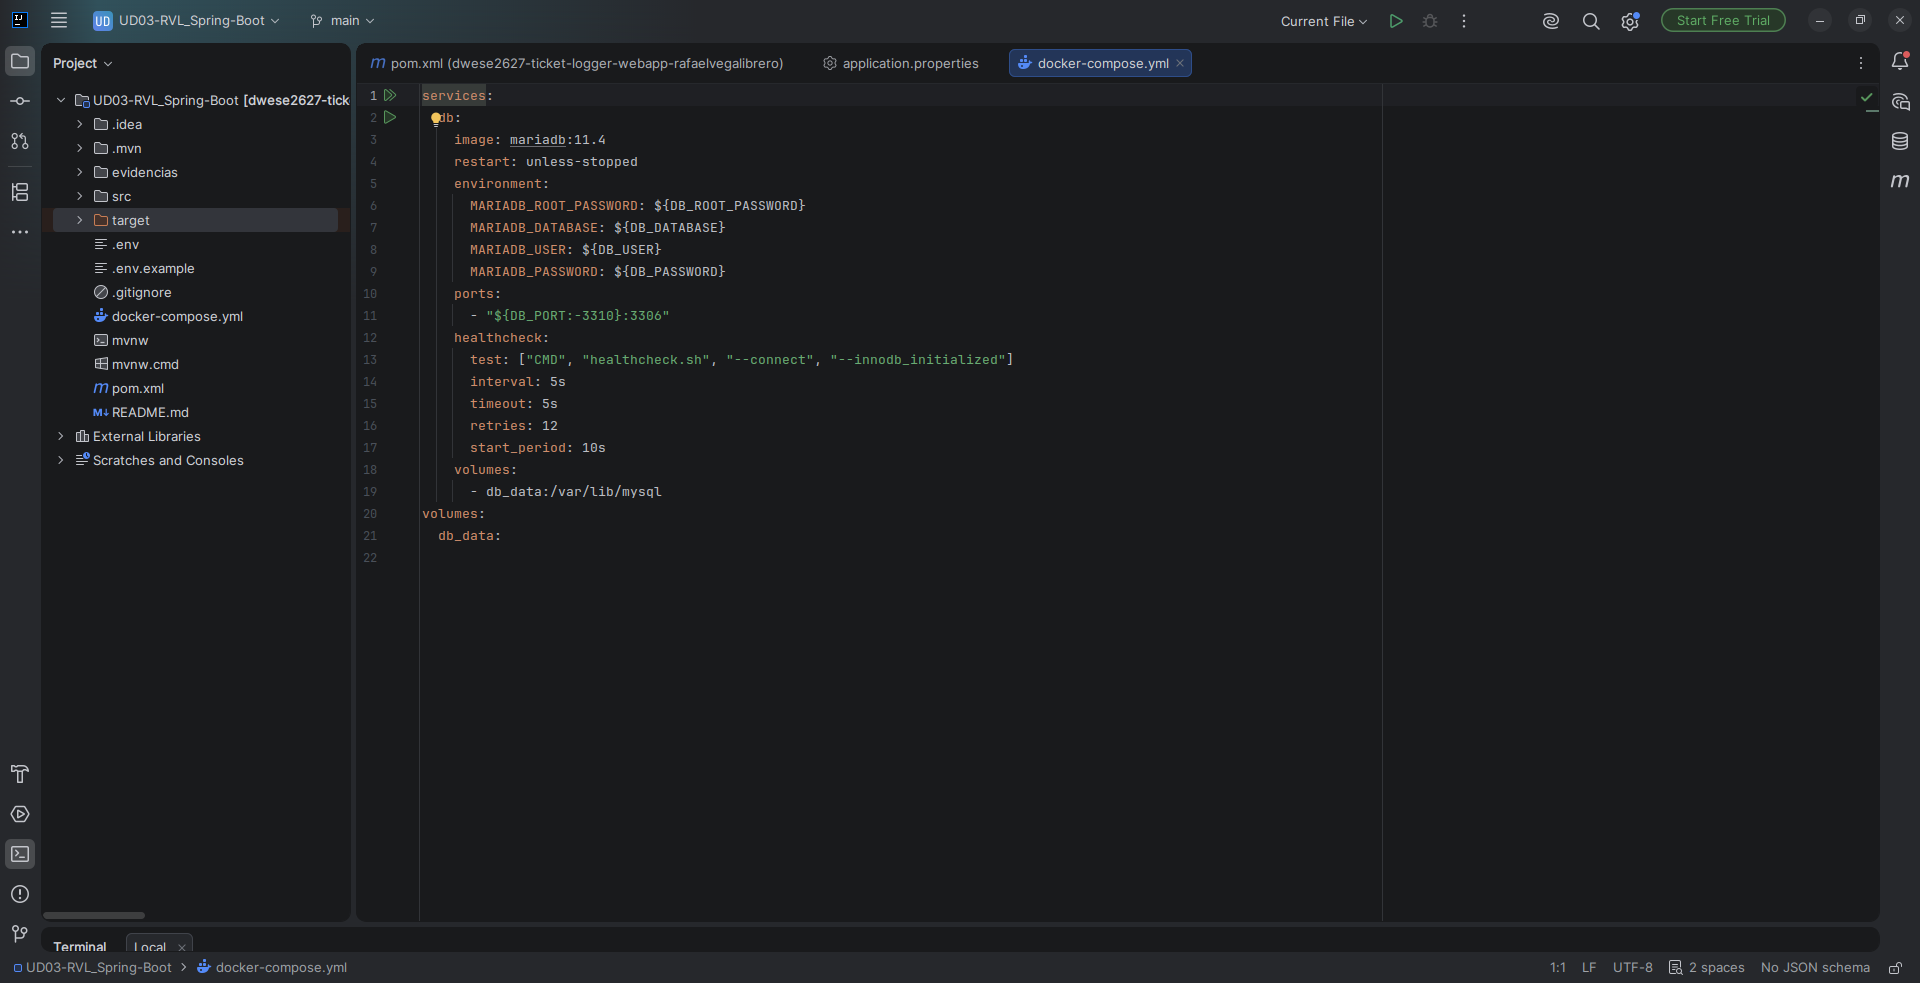 UD UD03-RVL_Spring-Boot main Current File Start Free Trial
Project
UD03-RVL_Spring-Boot [dwese2627-tick
.idea
.mvn
evidencias
src
target
.env
.env.example
.gitignore
docker-compose.yml
mvnw
mvnw.cmd
pom.xml
README.md
External Libraries
Scratches and Consoles
pom.xml (dwese2627-ticket-logger-webapp-rafaelvegalibrero) application.properties docker-compose.yml
1 services:
2 db:
3 image: mariadb:11.4
4 restart: unless-stopped
5 environment:
6 MARIADB_ROOT_PASSWORD: ${DB_ROOT_PASSWORD}
7 MARIADB_DATABASE: ${DB_DATABASE}
8 MARIADB_USER: ${DB_USER}
9 MARIADB_PASSWORD: ${DB_PASSWORD}
10 ports:
11 - "${DB_PORT:-3310}:3306"
12 healthcheck:
13 test: ["CMD", "healthcheck.sh", "--connect", "--innodb_initialized"]
14 interval: 5s
15 timeout: 5s
16 retries: 12
17 start_period: 10s
18 volumes:
19 - db_data:/var/lib/mysql
20 volumes:
21 db_data:
22
Terminal Local
UD03-RVL_Spring-Boot docker-compose.yml 1:1 LF UTF-8 2 spaces No JSON schema